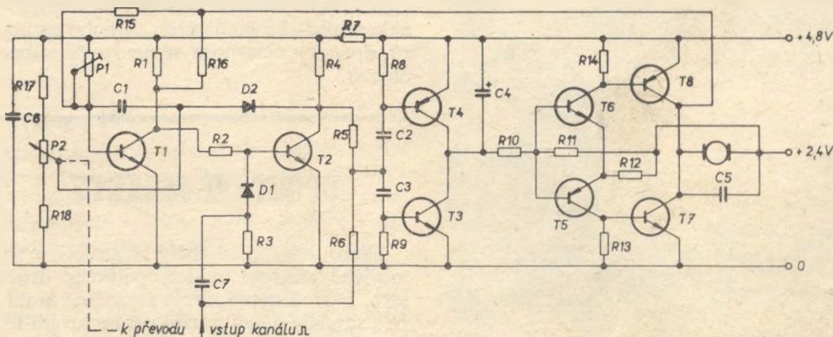 R15
R7
+4,8V
R17
P1
R1
R16
R4
R8
R14
T8
C1
D2
T4
C4
T6
C6
P2
T1
R2
T2
R5
C2
R10
R11
+2,4V
R12
D1
C3
T3
T5
T7
C5
R18
R3
R6
R9
R13
0
C7
k převodu
vstup kanálu